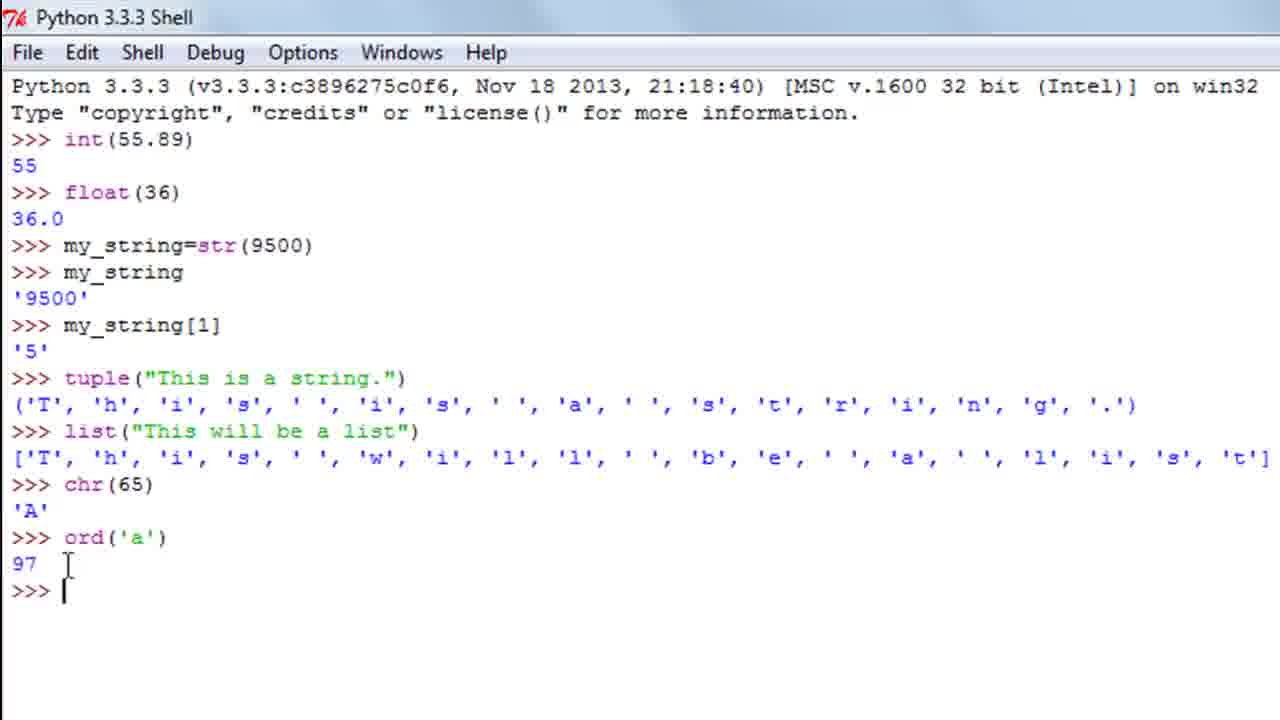 Python 3.3.3 Shell
File Edit Shell Debug Options Windows Help
Python 3.3.3 (v3.3.3:c3896275c0f6, Nov 18 2013, 21:18:40) [MSC v.1600 32 bit (Intel)] on win32
Type "copyright", "credits" or "license()" for more information.
>>> int(55.89)
55
>>> float(36)
36.0
>>> my_string=str(9500)
>>> my_string
'9500'
>>> my_string[1]
'5'
>>> tuple("This is a string.")
('T', 'h', 'i', 's', ' ', 'i', 's', ' ', 'a', ' ', 's', 't', 'r', 'i', 'n', 'g', '.')
>>> list("This will be a list")
['T', 'h', 'i', 's', ' ', 'w', 'i', 'l', 'l', ' ', 'b', 'e', ' ', 'a', ' ', 'l', 'i', 's', 't']
>>> chr(65)
'A'
>>> ord('a')
97
>>>